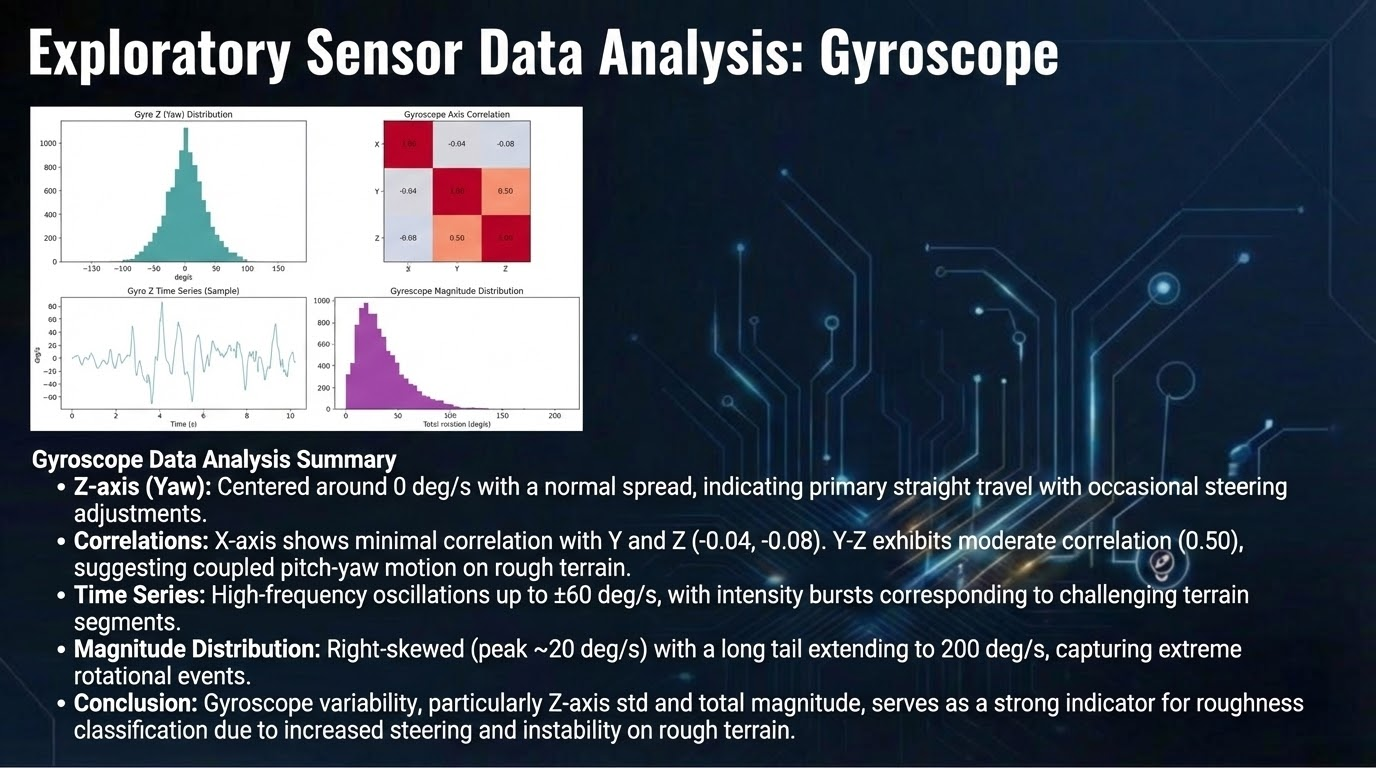 Exploratory Sensor Data Analysis: Gyroscope
Gyre Z (Yaw) Distribution
1000
800
600
400
200
0
−130 −100 −50 0 50 100 150
deg/s
Gyroscepe Axis Correlation
X 1.00 -0.04 -0.08
Y -0.04 1.00 0.50
Z -0.08 0.50 1.00
X Y Z
Gyro Z Time Series (Sample)
80
60
40
20
0
−20
−40
−60
deg/s
0 2 4 6 8 10
Time (s)
Gyrescope Magnitude Distribution
1000
800
600
400
200
0
0 50 100 150 200
Total rotation (deg/s)
Gyroscope Data Analysis Summary
• Z-axis (Yaw): Centered around 0 deg/s with a normal spread, indicating primary straight travel with occasional steering
adjustments.
• Correlations: X-axis shows minimal correlation with Y and Z (-0.04, -0.08). Y-Z exhibits moderate correlation (0.50),
suggesting coupled pitch-yaw motion on rough terrain.
• Time Series: High-frequency oscillations up to ±60 deg/s, with intensity bursts corresponding to challenging terrain
segments.
• Magnitude Distribution: Right-skewed (peak ~20 deg/s) with a long tail extending to 200 deg/s, capturing extreme
rotational events.
• Conclusion: Gyroscope variability, particularly Z-axis std and total magnitude, serves as a strong indicator for roughness
classification due to increased steering and instability on rough terrain.